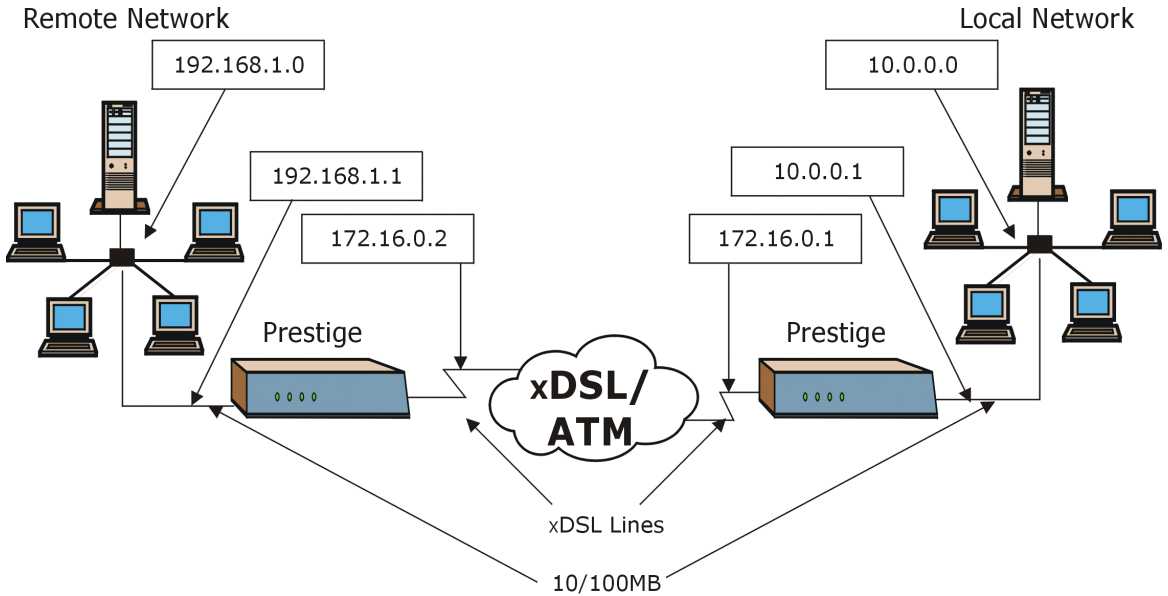 Remote Network
Local Network
192.168.1.0
10.0.0.0
192.168.1.1
10.0.0.1
172.16.0.2
172.16.0.1
Prestige
Prestige
xDSL/
ATM
xDSL Lines
10/100MB